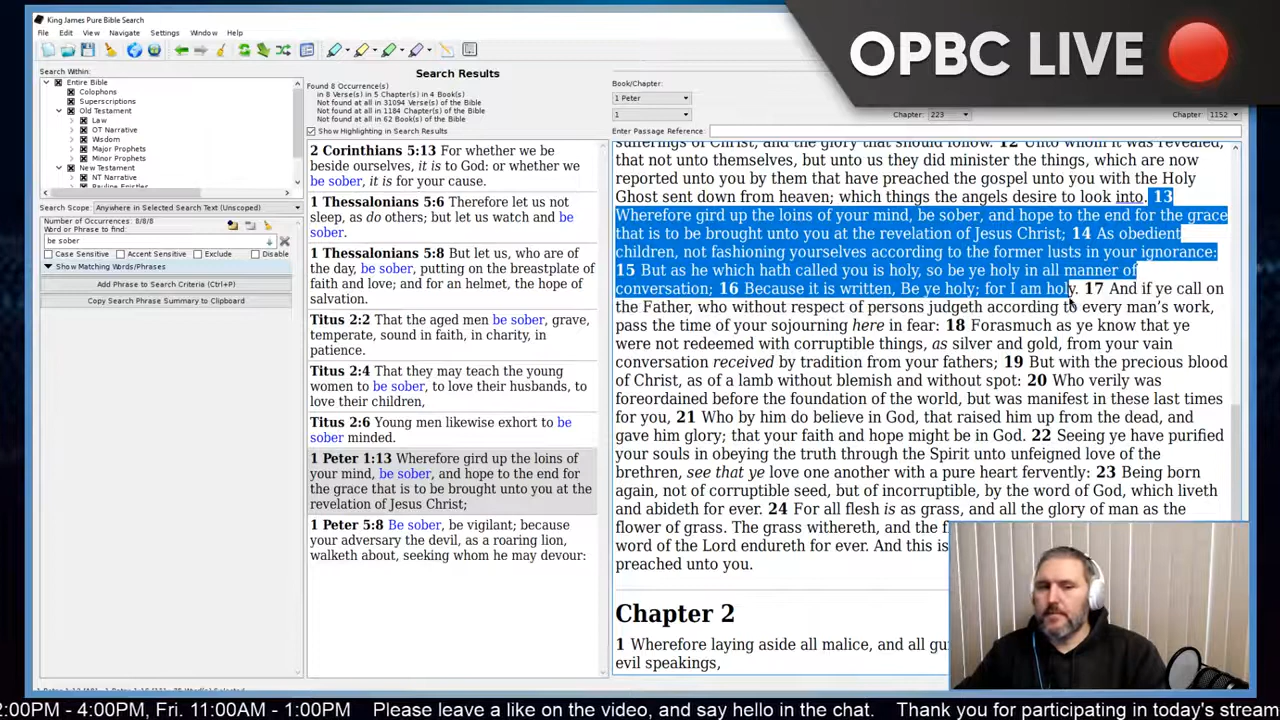 King James Pure Bible Search
OPBC LIVE
File Edit View Navigate Settings Window Help
Search Within:
Entire Bible
Colophons
Superscriptions
Old Testament
Law
OT Narrative
Wisdom
Major Prophets
Minor Prophets
New Testament
NT Narrative
Pauline Epistles
Search Scope: Anywhere in Selected Search Text (Unscoped)
Number of Occurrences: 8/8/8
Word or Phrase to find:
be sober
Case Sensitive Accent Sensitive Exclude Disable
Show Matching Words/Phrases
Add Phrase to Search Criteria (Ctrl+P)
Copy Search Phrase Summary to Clipboard
Search Results
Found 8 Occurrence(s)
in 8 Verse(s) in 5 Chapter(s) in 4 Book(s)
Not found at all in 31094 Verse(s) of the Bible
Not found at all in 1184 Chapter(s) of the Bible
Not found at all in 62 Book(s) of the Bible
Show Highlighting in Search Results
2 Corinthians 5:13 For whether we be
beside ourselves, it is to God: or whether we
be sober, it is for your cause.
1 Thessalonians 5:6 Therefore let us not
sleep, as do others; but let us watch and be
sober.
1 Thessalonians 5:8 But let us, who are of
the day, be sober, putting on the breastplate of
faith and love; and for an helmet, the hope of
salvation.
Titus 2:2 That the aged men be sober, grave,
temperate, sound in faith, in charity, in
patience.
Titus 2:4 That they may teach the young
women to be sober, to love their husbands, to
love their children,
Titus 2:6 Young men likewise exhort to be
sober minded.
1 Peter 1:13 Wherefore gird up the loins of
your mind, be sober, and hope to the end for
the grace that is to be brought unto you at the
revelation of Jesus Christ;
1 Peter 5:8 Be sober, be vigilant; because
your adversary the devil, as a roaring lion,
walketh about, seeking whom he may devour:
Book/Chapter:
1 Peter
1
Chapter: 223
Chapter: 1152
Enter Passage Reference:
sufferings of Christ, and the glory that should follow. 12 Unto whom it was revealed,
that not unto themselves, but unto us they did minister the things, which are now
reported unto you by them that have preached the gospel unto you with the Holy
Ghost sent down from heaven; which things the angels desire to look into. 13
Wherefore gird up the loins of your mind, be sober, and hope to the end for the grace
that is to be brought unto you at the revelation of Jesus Christ; 14 As obedient
children, not fashioning yourselves according to the former lusts in your ignorance:
15 But as he which hath called you is holy, so be ye holy in all manner of
conversation; 16 Because it is written, Be ye holy; for I am holy. 17 And if ye call on
the Father, who without respect of persons judgeth according to every man's work,
pass the time of your sojourning here in fear: 18 Forasmuch as ye know that ye
were not redeemed with corruptible things, as silver and gold, from your vain
conversation received by tradition from your fathers; 19 But with the precious blood
of Christ, as of a lamb without blemish and without spot: 20 Who verily was
foreordained before the foundation of the world, but was manifest in these last times
for you, 21 Who by him do believe in God, that raised him up from the dead, and
gave him glory; that your faith and hope might be in God. 22 Seeing ye have purified
your souls in obeying the truth through the Spirit unto unfeigned love of the
brethren, see that ye love one another with a pure heart fervently: 23 Being born
again, not of corruptible seed, but of incorruptible, by the word of God, which liveth
and abideth for ever. 24 For all flesh is as grass, and all the glory of man as the
flower of grass. The grass withereth, and the f
word of the Lord endureth for ever. And this is
preached unto you.
Chapter 2
1 Wherefore laying aside all malice, and all gu
evil speakings,
2:00PM - 4:00PM, Fri. 11:00AM - 1:00PM Please leave a like on the video, and say hello in the chat. Thank you for participating in today's stream